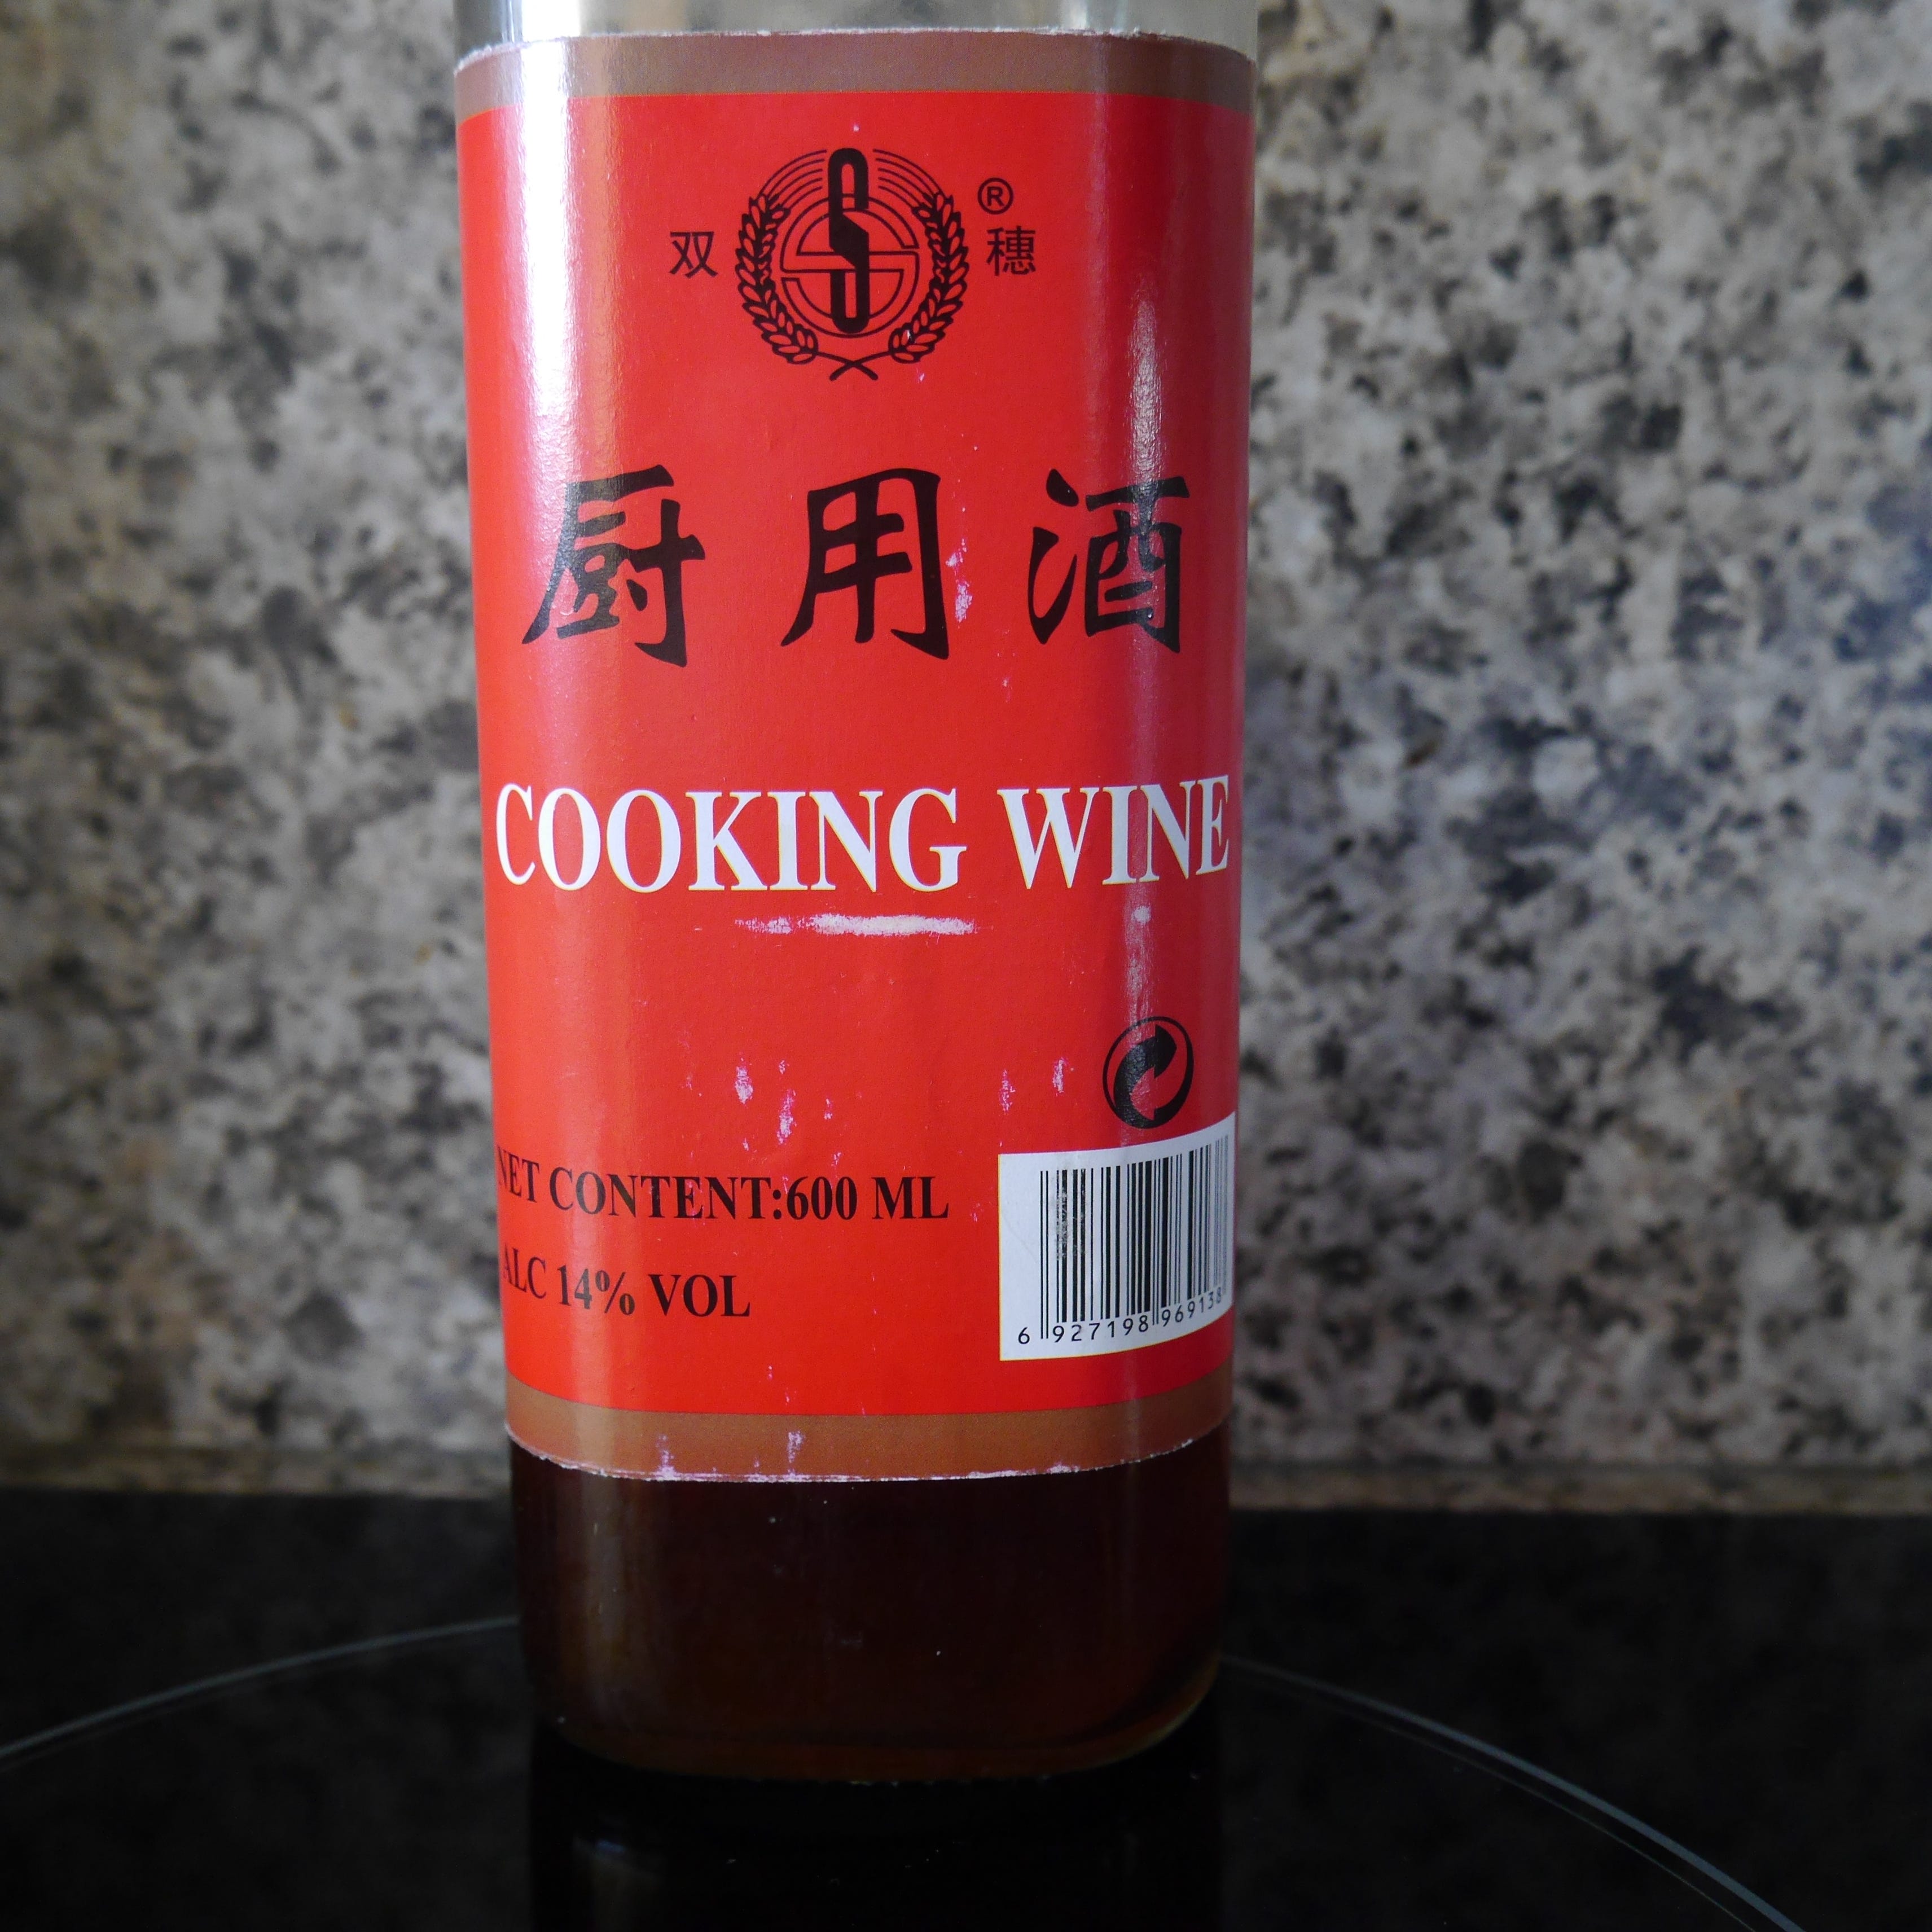 双 穗 ®
厨用酒
COOKING WINE
NET CONTENT:600 ML
ALC 14% VOL
6 927198 969138